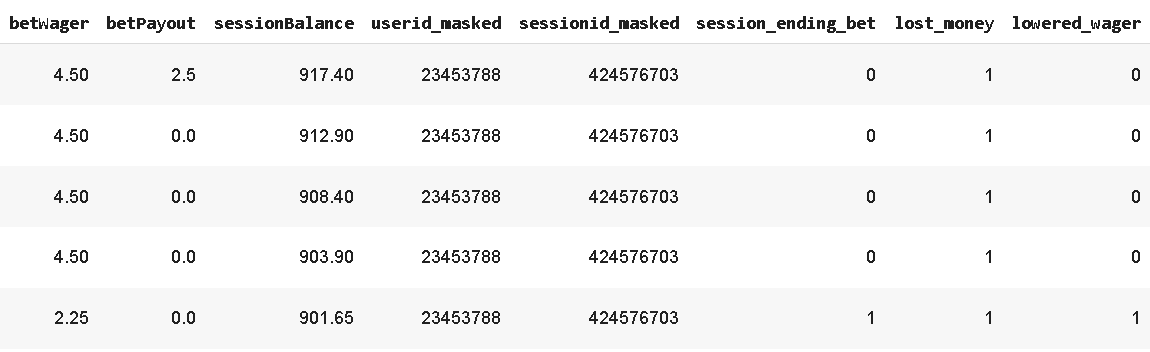 betWager betPayout sessionBalance userid_masked sessionid_masked session_ending_bet lost_money lowered_wager
4.50 2.5 917.40 23453788 424576703 0 1 0
4.50 0.0 912.90 23453788 424576703 0 1 0
4.50 0.0 908.40 23453788 424576703 0 1 0
4.50 0.0 903.90 23453788 424576703 0 1 0
2.25 0.0 901.65 23453788 424576703 1 1 1